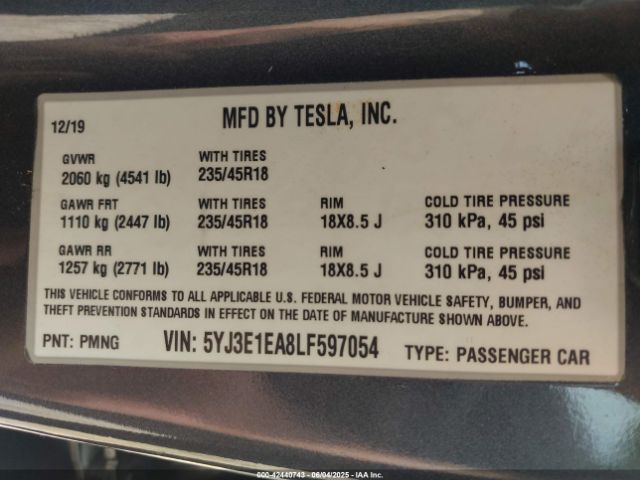 12/19 MFD BY TESLA, INC.
GVWR WITH TIRES
2060 kg (4541 lb) 235/45R18
GAWR FRT WITH TIRES RIM COLD TIRE PRESSURE
1110 kg (2447 lb) 235/45R18 18X8.5 J 310 kPa, 45 psi
GAWR RR WITH TIRES RIM COLD TIRE PRESSURE
1257 kg (2771 lb) 235/45R18 18X8.5 J 310 kPa, 45 psi
THIS VEHICLE CONFORMS TO ALL APPLICABLE U.S. FEDERAL MOTOR VEHICLE SAFETY, BUMPER, AND
THEFT PREVENTION STANDARDS IN EFFECT ON THE DATE OF MANUFACTURE SHOWN ABOVE.
PNT: PMNG VIN: 5YJ3E1EA8LF597054 TYPE: PASSENGER CAR
000-42440743 - 06/04/2025 - IAA Inc.